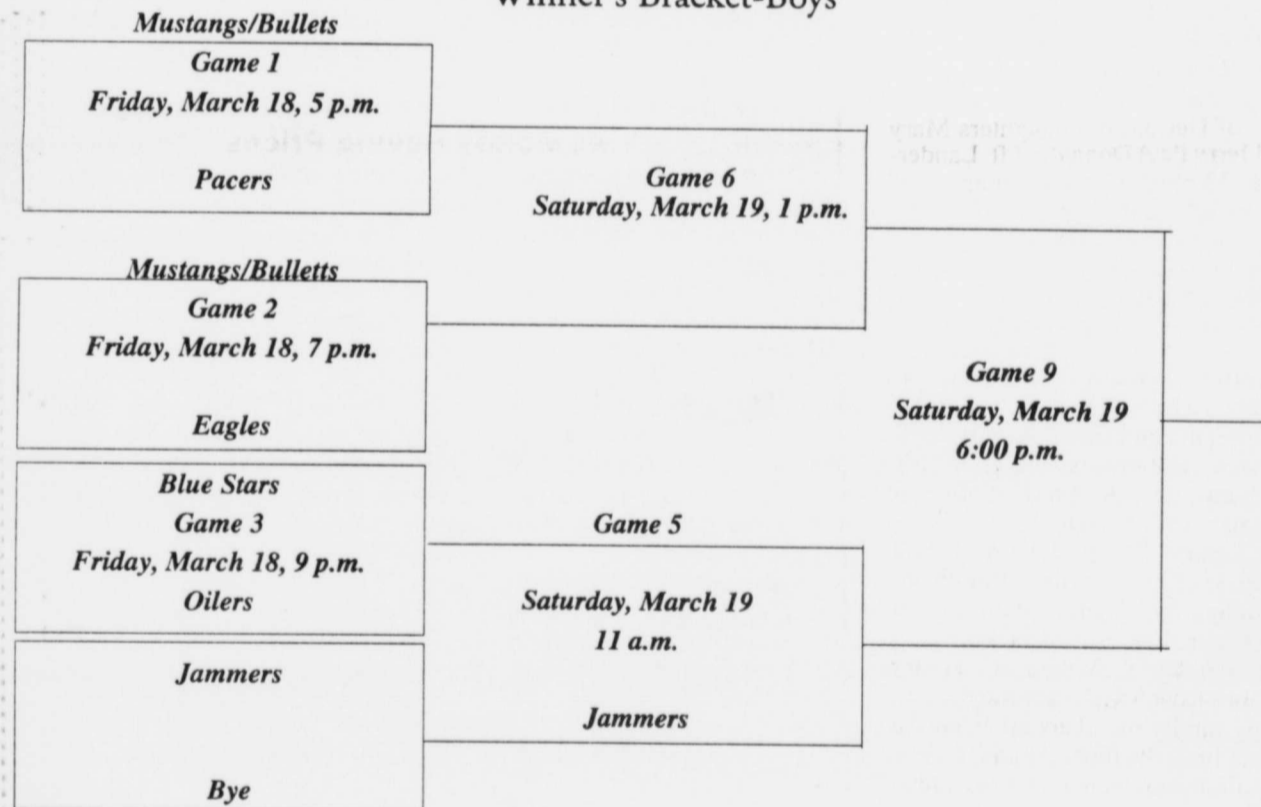 Winner's Bracket-Boys
Mustangs/Bullets
Game 1
Friday, March 18, 5 p.m.
Pacers
Game 6
Saturday, March 19, 1 p.m.
Mustangs/Bulletts
Game 2
Friday, March 18, 7 p.m.
Eagles
Game 9
Saturday, March 19
6:00 p.m.
Blue Stars
Game 3
Friday, March 18, 9 p.m.
Oilers
Game 5
Saturday, March 19
11 a.m.
Jammers
Jammers
Bye